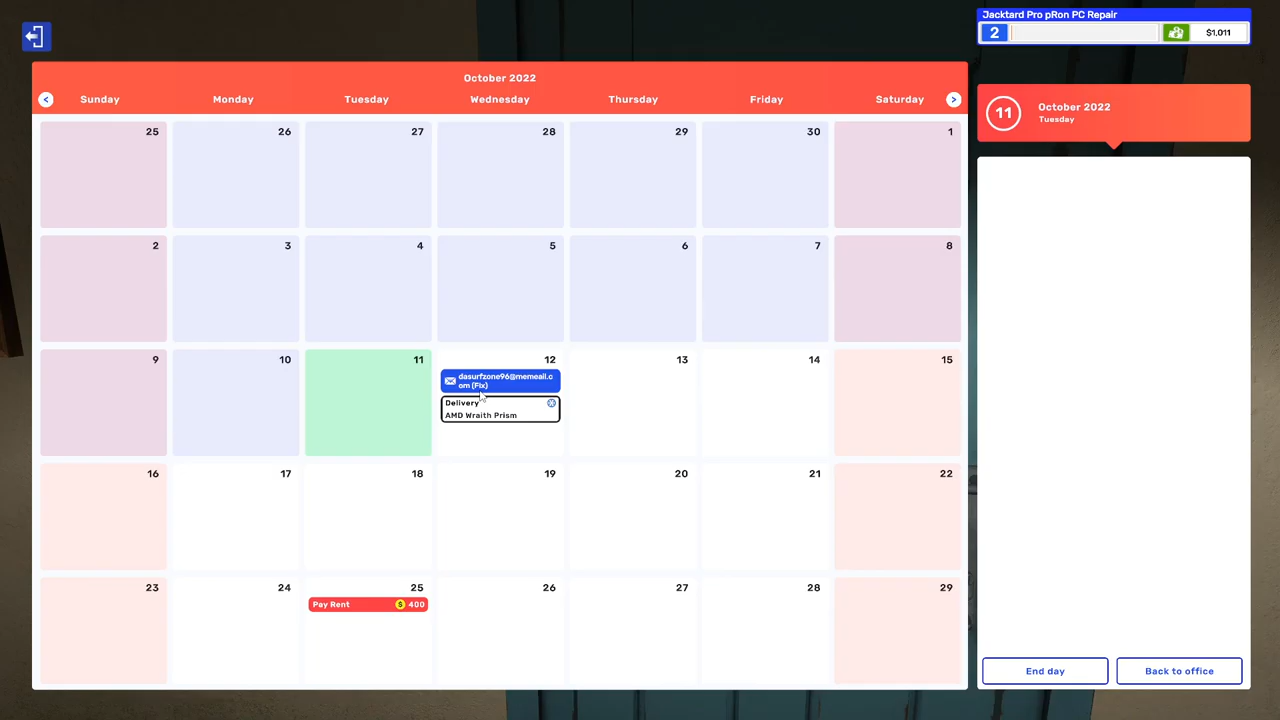 Jacktard Pro pRon PC Repair
2
$1,011
October 2022
< Sunday Monday Tuesday Wednesday Thursday Friday Saturday >
25 26 27 28 29 30 1
2 3 4 5 6 7 8
9 10 11 12 13 14 15
dasurfzone96@memeail.c
om (Fix)
Delivery
AMD Wraith Prism
16 17 18 19 20 21 22
23 24 25 26 27 28 29
Pay Rent $ 400
11
October 2022
Tuesday
End day
Back to office